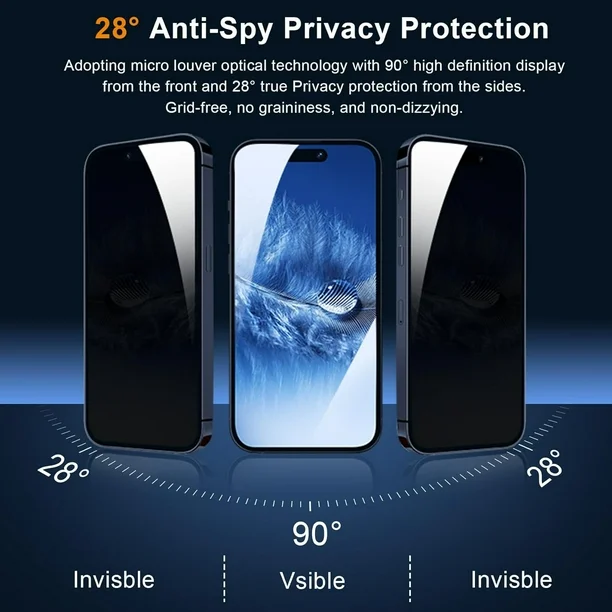 28° Anti-Spy Privacy Protection
Adopting micro louver optical technology with 90° high definition display
from the front and 28° true Privacy protection from the sides.
Grid-free, no graininess, and non-dizzying.
28°
28°
90°
Invisble
Vsible
Invisble